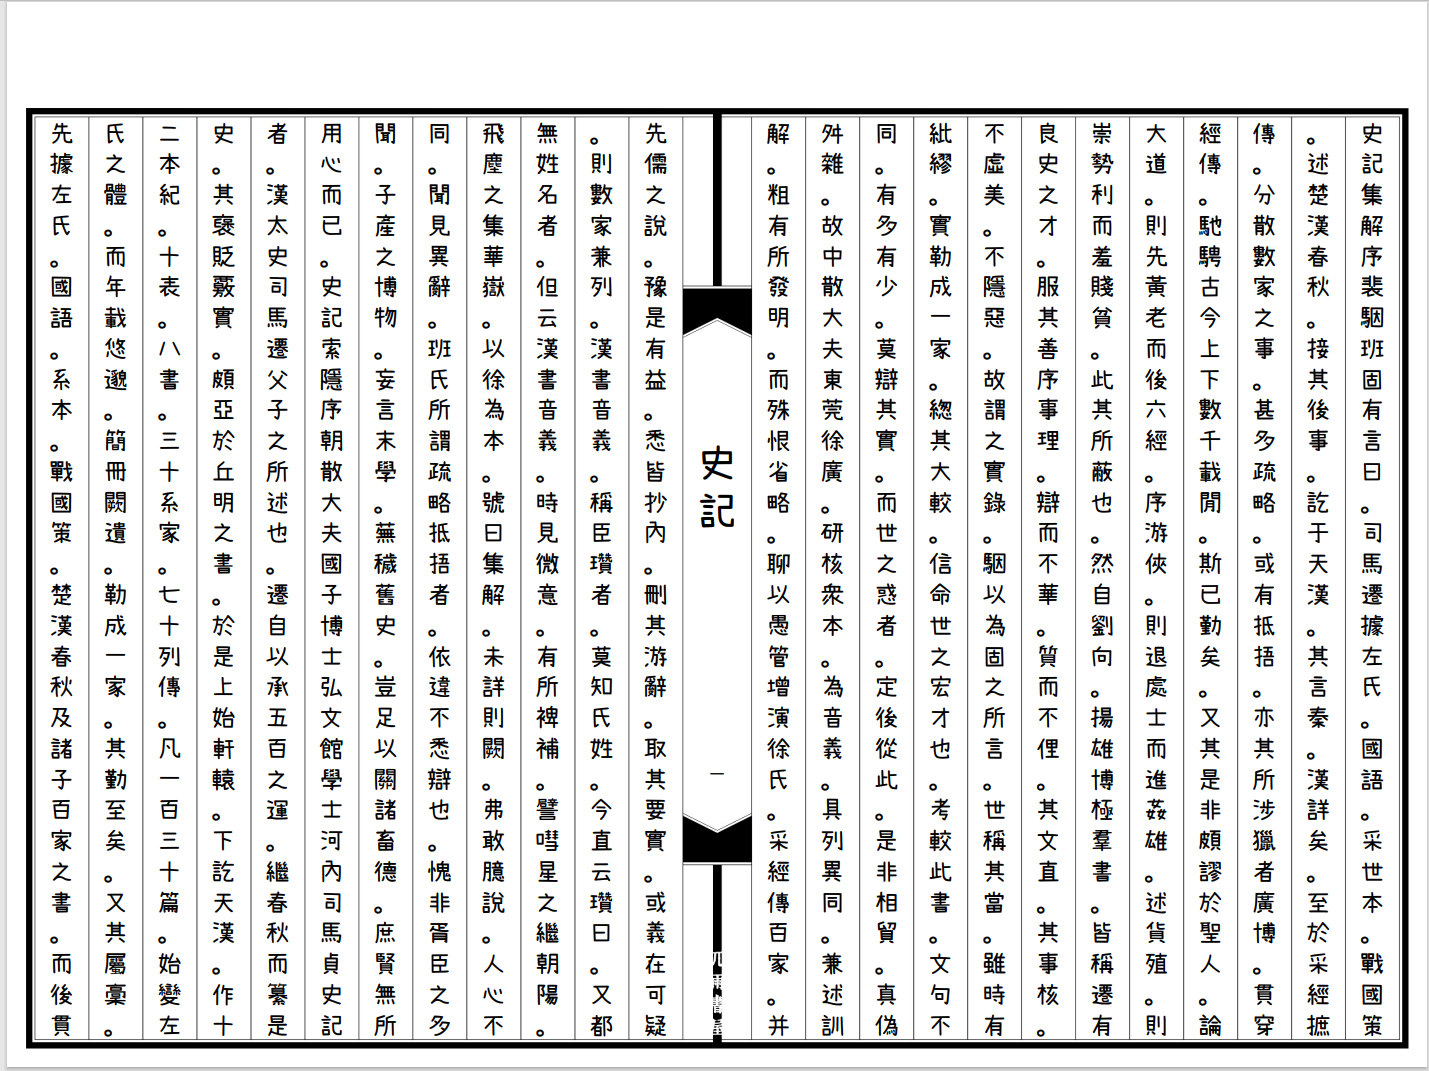 史記集解序裴駰班固有言曰。司馬遷據左氏。國語。采世本。戰國策
。述楚漢春秋。接其後事。訖于天漢。其言秦。漢詳矣。至於采經摭
傳。分散數家之事。甚多疏略。或有抵捂。亦其所涉獵者廣博。貫穿
經傳。馳騁古今上下數千載閒。斯已勤矣。又其是非頗謬於聖人。論
大道。則先黃老而後六經。序游俠。則退處士而進姦雄。述貨殖。則
崇勢利而羞賤貧。此其所蔽也。然自劉向。揚雄博極羣書。皆稱遷有
良史之才。服其善序事理。辯而不華。質而不俚。其文直。其事核。
不虛美。不隱惡。故謂之實錄。駰以為固之所言。世稱其當。雖時有
紕繆。實勒成一家。緫其大較。信命世之宏才也。考較此書。文句不
同。有多有少。莫辯其實。而世之惑者。定後從此。是非相貿。真偽
舛雜。故中散大夫東莞徐廣。研核衆本。為音義。具列異同。兼述訓
解。粗有所發明。而殊恨省略。聊以愚管增演徐氏。采經傳百家。并
史記
一
先儒之說。豫是有益。悉皆抄內。刪其游辭。取其要實。或義在可疑
。則數家兼列。漢書音義。稱臣瓚者。莫知氏姓。今直云瓚曰。又都
無姓名者。但云漢書音義。時見微意。有所裨補。譬嘒星之繼朝陽。
飛塵之集華嶽。以徐為本。號曰集解。未詳則闕。弗敢臆說。人心不
同。聞見異辭。班氏所謂疏略抵捂者。依違不悉辯也。愧非胥臣之多
聞。子產之博物。妄言末學。蕪穢舊史。豈足以關諸畜德。庶賢無所
用心而已。史記索隱序朝散大夫國子博士弘文館學士河內司馬貞史記
者。漢太史司馬遷父子之所述也。遷自以承五百之運。繼春秋而纂是
史。其褒貶覈實。頗亞於丘明之書。於是上始軒轅。下訖天漢。作十
二本紀。十表。八書。三十系家。七十列傳。凡一百三十篇。始變左
氏之體。而年載悠邈。簡冊闕遺。勒成一家。其勤至矣。又其屬稾。
先據左氏。國語。系本。戰國策。楚漢春秋及諸子百家之書。而後貫